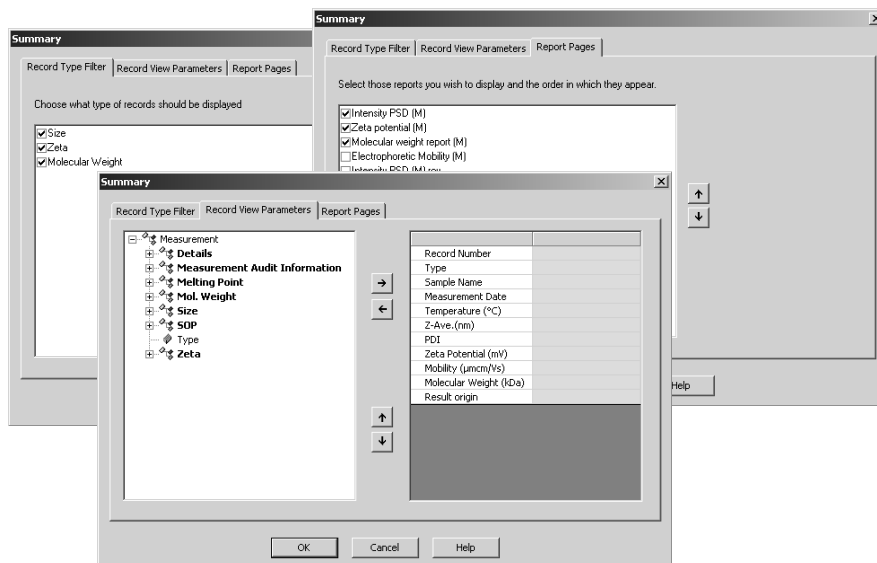 Summary
Record Type Filter
Record View Parameters
Report Pages
Choose what type of records should be displayed
Size
Zeta
Molecular Weight
Summary
Record Type Filter
Record View Parameters
Report Pages
Select those reports you wish to display and the order in which they appear.
Intensity PSD (M)
Zeta potential (M)
Molecular weight report (M)
Electrophoretic Mobility (M)
Intensity PSD (M)
Help
Summary
Record Type Filter
Record View Parameters
Report Pages
Measurement
Details
Measurement Audit Information
Melting Point
Mol. Weight
Size
SOP
Type
Zeta
Record Number
Type
Sample Name
Measurement Date
Temperature (°C)
Z-Ave.(nm)
PDI
Zeta Potential (mV)
Mobility (µmcm/Vs)
Molecular Weight (kDa)
Result origin
OK
Cancel
Help